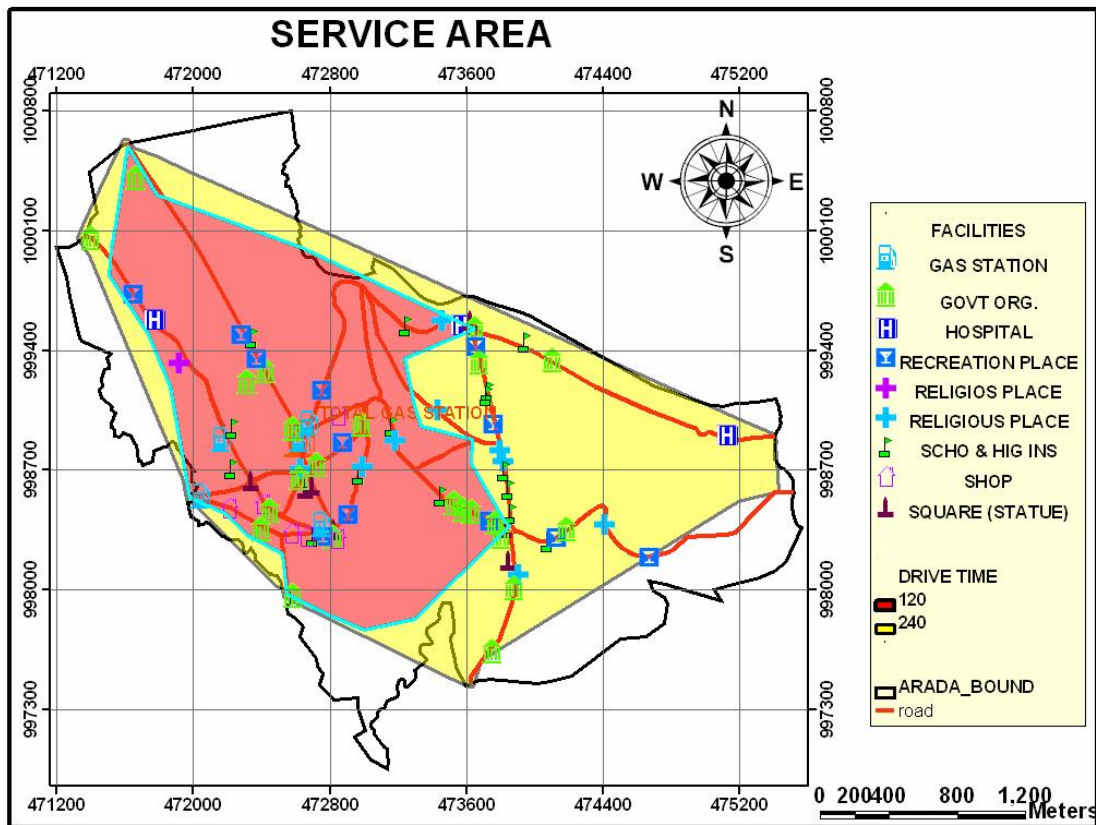 SERVICE AREA
471200 472000 472800 473600 474400 475200
1000800 1000800
N
W E
S
1000100 1000100
999400 999400
TOTAL GAS STATION
998700 998700
998000 998000
997300 997300
471200 472000 472800 473600 474400 475200
FACILITIES
GAS STATION
GOVT ORG.
H HOSPITAL
RECREATION PLACE
RELIGIOS PLACE
RELIGIOUS PLACE
SCHO & HIG INS
SHOP
SQUARE (STATUE)
DRIVE TIME
120
240
ARADA_BOUND
road
0 200 400 800 1,200
Meters